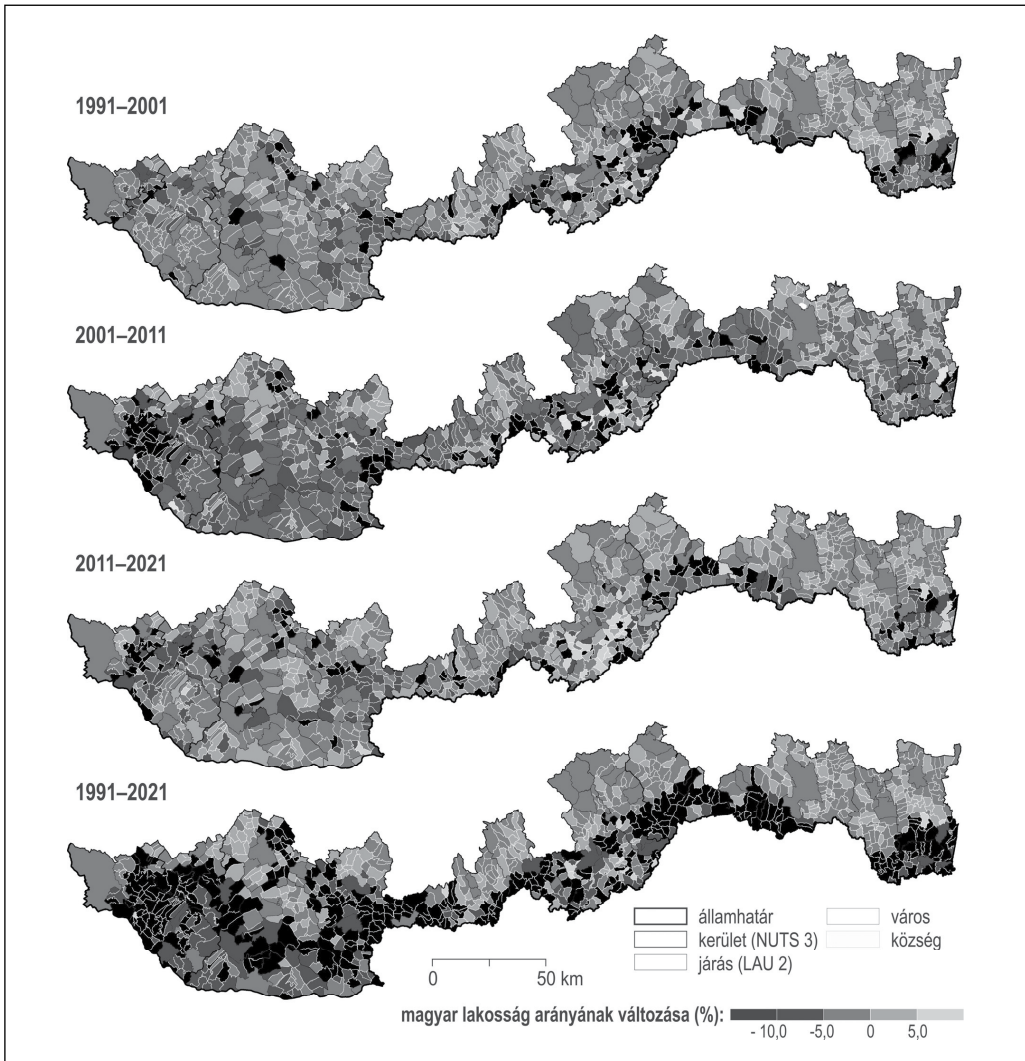 1991–2001
2001–2011
2011–2021
1991–2021
államhatár
kerület (NUTS 3)
járás (LAU 2)
város
község
0 50 km
magyar lakosság arányának változása (%):
- 10,0 -5,0 0 5,0